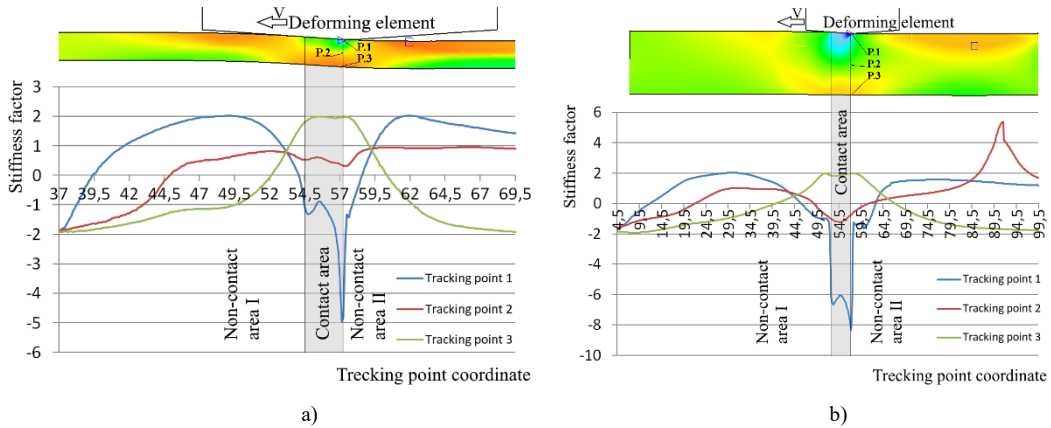 V
Deforming element
P.1
P.2
P.3
Stiffness factor
3
2
1
0
-1
-2
-3
-4
-5
-6
37 39,5 42 44,5 47 49,5 52 54,5 57 59,5 62 64,5 67 69,5
Non-contact
area I
Contact area
Non-contact
area II
Tracking point 1
Tracking point 2
Tracking point 3
Trecking point coordinate
a)
V
Deforming element
P.1
P.2
P.3
Stiffness factor
6
4
2
0
-2
-4
-6
-8
-10
4,5 9,5 14,5 19,5 24,5 29,5 34,5 39,5 44,5 49,5 54,5 59,5 64,5 69,5 74,5 79,5 84,5 89,5 94,5 99,5
Contact area
Non-contact
area I
Non-contact
area II
Tracking point 1
Tracking point 2
Tracking point 3
Trecking point coordinate
b)